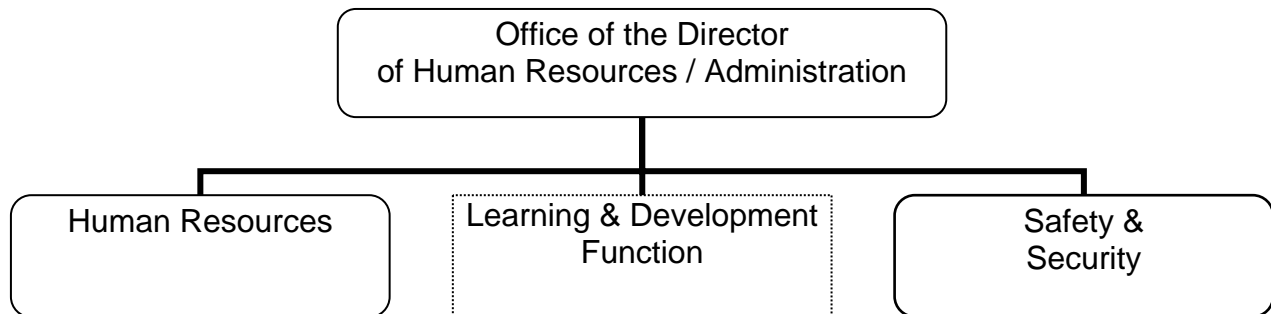 Office of the Director
of Human Resources / Administration
Human Resources
Learning & Development
Function
Safety &
Security